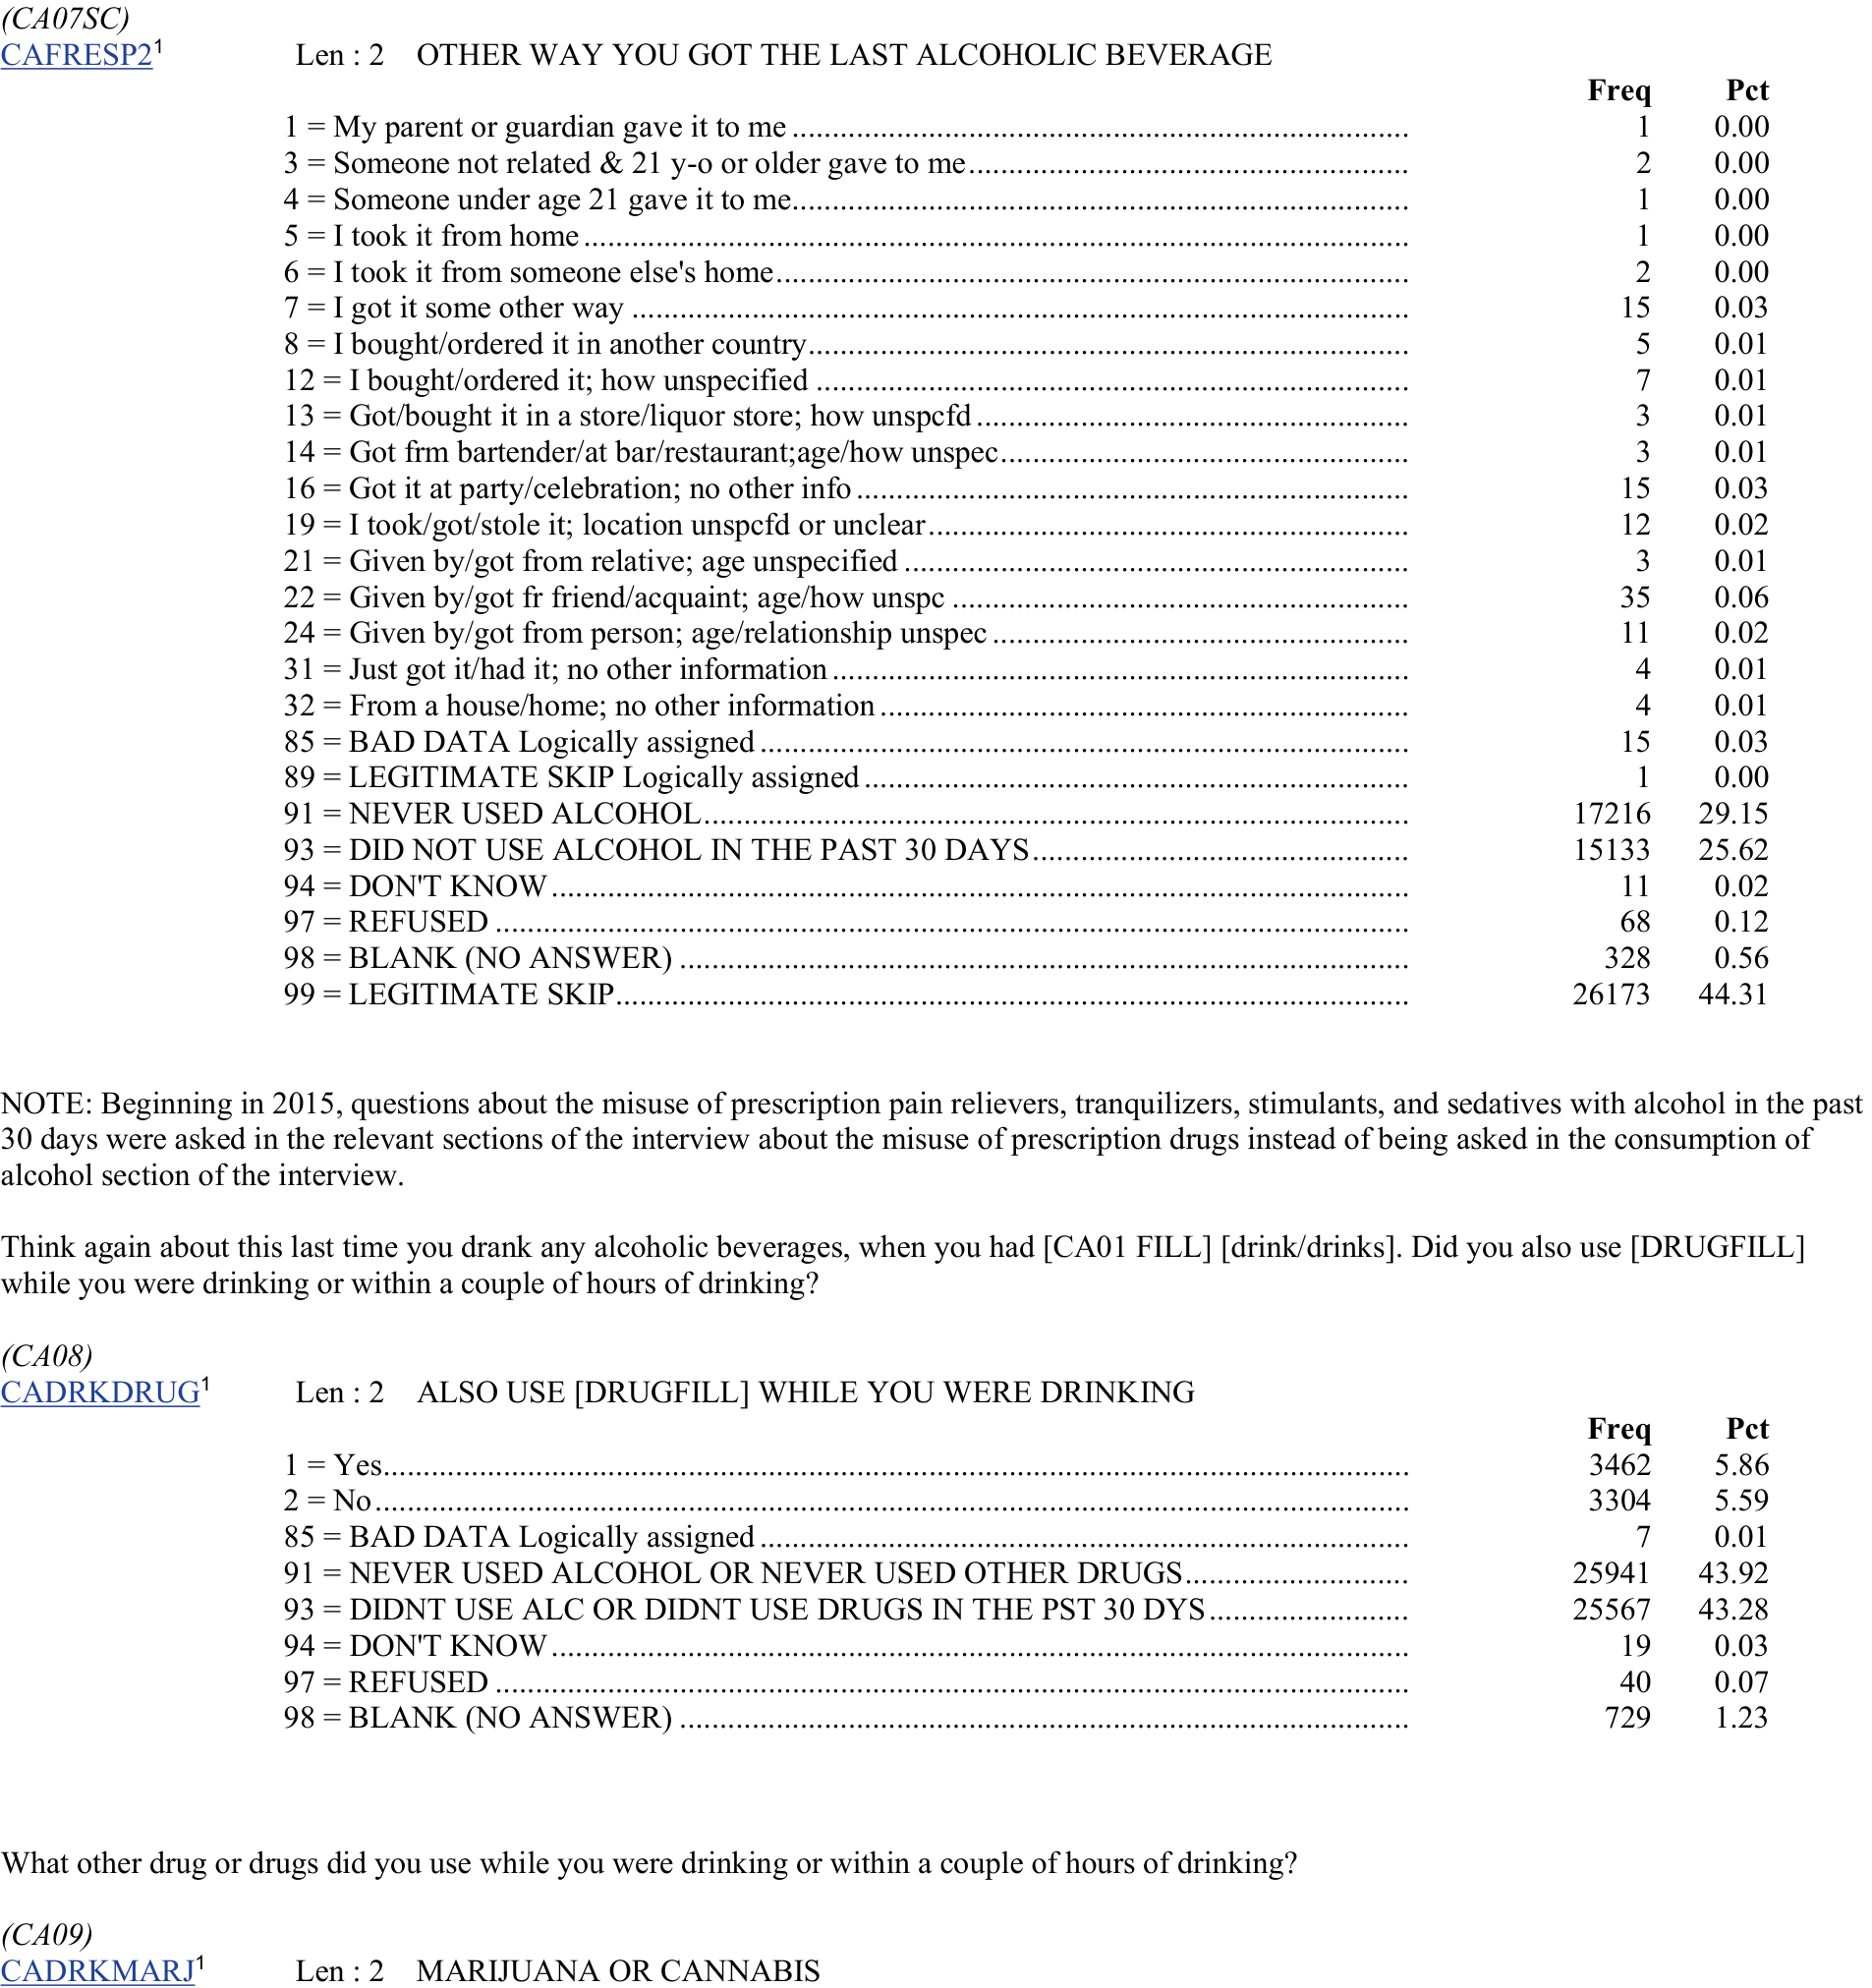 (CA07SC)
CAFRESP2¹ Len : 2 OTHER WAY YOU GOT THE LAST ALCOHOLIC BEVERAGE
Freq Pct
1 = My parent or guardian gave it to me ........ 1 0.00
3 = Someone not related & 21 y-o or older gave to me ........ 2 0.00
4 = Someone under age 21 gave it to me ........ 1 0.00
5 = I took it from home ........ 1 0.00
6 = I took it from someone else's home ........ 2 0.00
7 = I got it some other way ........ 15 0.03
8 = I bought/ordered it in another country ........ 5 0.01
12 = I bought/ordered it; how unspecified ........ 7 0.01
13 = Got/bought it in a store/liquor store; how unspcfd ........ 3 0.01
14 = Got frm bartender/at bar/restaurant;age/how unspec ........ 3 0.01
16 = Got it at party/celebration; no other info ........ 15 0.03
19 = I took/got/stole it; location unspcfd or unclear ........ 12 0.02
21 = Given by/got from relative; age unspecified ........ 3 0.01
22 = Given by/got fr friend/acquaint; age/how unspc ........ 35 0.06
24 = Given by/got from person; age/relationship unspec ........ 11 0.02
31 = Just got it/had it; no other information ........ 4 0.01
32 = From a house/home; no other information ........ 4 0.01
85 = BAD DATA Logically assigned ........ 15 0.03
89 = LEGITIMATE SKIP Logically assigned ........ 1 0.00
91 = NEVER USED ALCOHOL ........ 17216 29.15
93 = DID NOT USE ALCOHOL IN THE PAST 30 DAYS ........ 15133 25.62
94 = DON'T KNOW ........ 11 0.02
97 = REFUSED ........ 68 0.12
98 = BLANK (NO ANSWER) ........ 328 0.56
99 = LEGITIMATE SKIP ........ 26173 44.31
NOTE: Beginning in 2015, questions about the misuse of prescription pain relievers, tranquilizers, stimulants, and sedatives with alcohol in the past
30 days were asked in the relevant sections of the interview about the misuse of prescription drugs instead of being asked in the consumption of
alcohol section of the interview.
Think again about this last time you drank any alcoholic beverages, when you had [CA01 FILL] [drink/drinks]. Did you also use [DRUGFILL]
while you were drinking or within a couple of hours of drinking?
(CA08)
CADRKDRUG¹ Len : 2 ALSO USE [DRUGFILL] WHILE YOU WERE DRINKING
Freq Pct
1 = Yes ........ 3462 5.86
2 = No ........ 3304 5.59
85 = BAD DATA Logically assigned ........ 7 0.01
91 = NEVER USED ALCOHOL OR NEVER USED OTHER DRUGS ........ 25941 43.92
93 = DIDNT USE ALC OR DIDNT USE DRUGS IN THE PST 30 DYS ........ 25567 43.28
94 = DON'T KNOW ........ 19 0.03
97 = REFUSED ........ 40 0.07
98 = BLANK (NO ANSWER) ........ 729 1.23
What other drug or drugs did you use while you were drinking or within a couple of hours of drinking?
(CA09)
CADRKMARJ¹ Len : 2 MARIJUANA OR CANNABIS